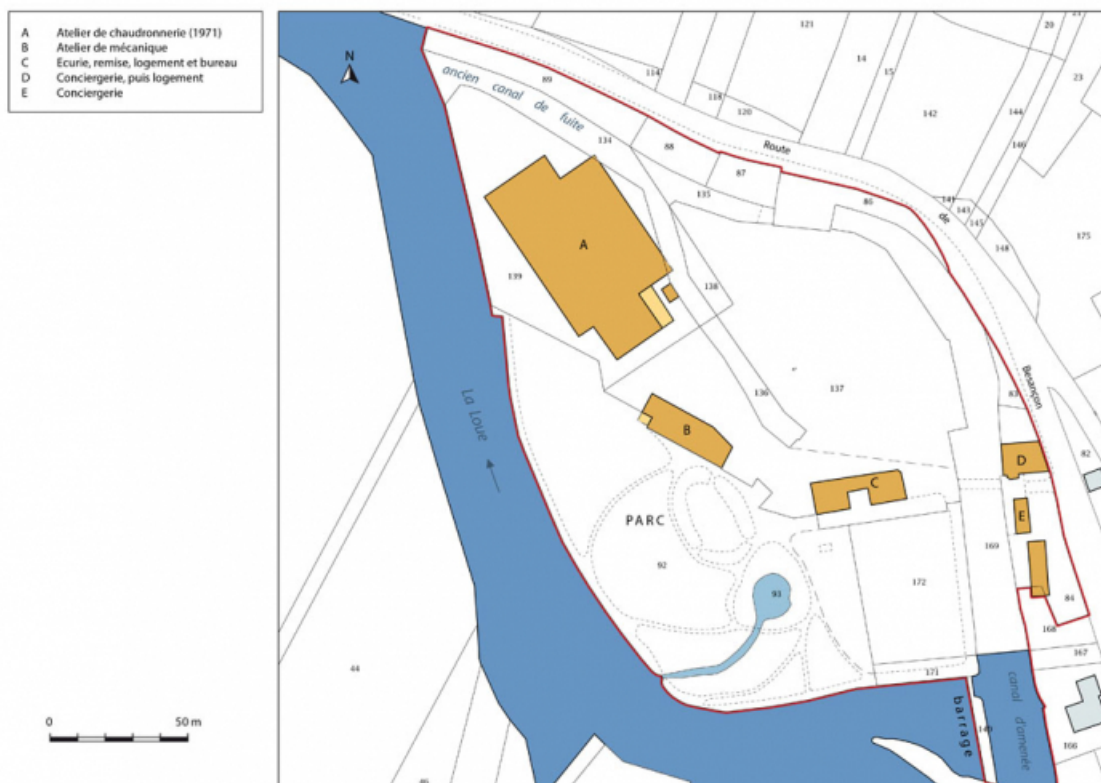 A Atelier de chaudronnerie (1971)
B Atelier de mécanique
C Ecurie, remise, logement et bureau
D Conciergerie, puis logement
E Conciergerie
N
121
20
14
15
23
114
89
118
120
142
144
ancien canal de fuite
134
88
Route
146
87
135
86
141
de
143
145
148
175
A
139
138
136
137
La Loue
Besançon
83
B
82
D
C
E
PARC
169
92
172
93
84
168
44
171
167
0 50 m
barrage
149
canal d'amenée
166
46